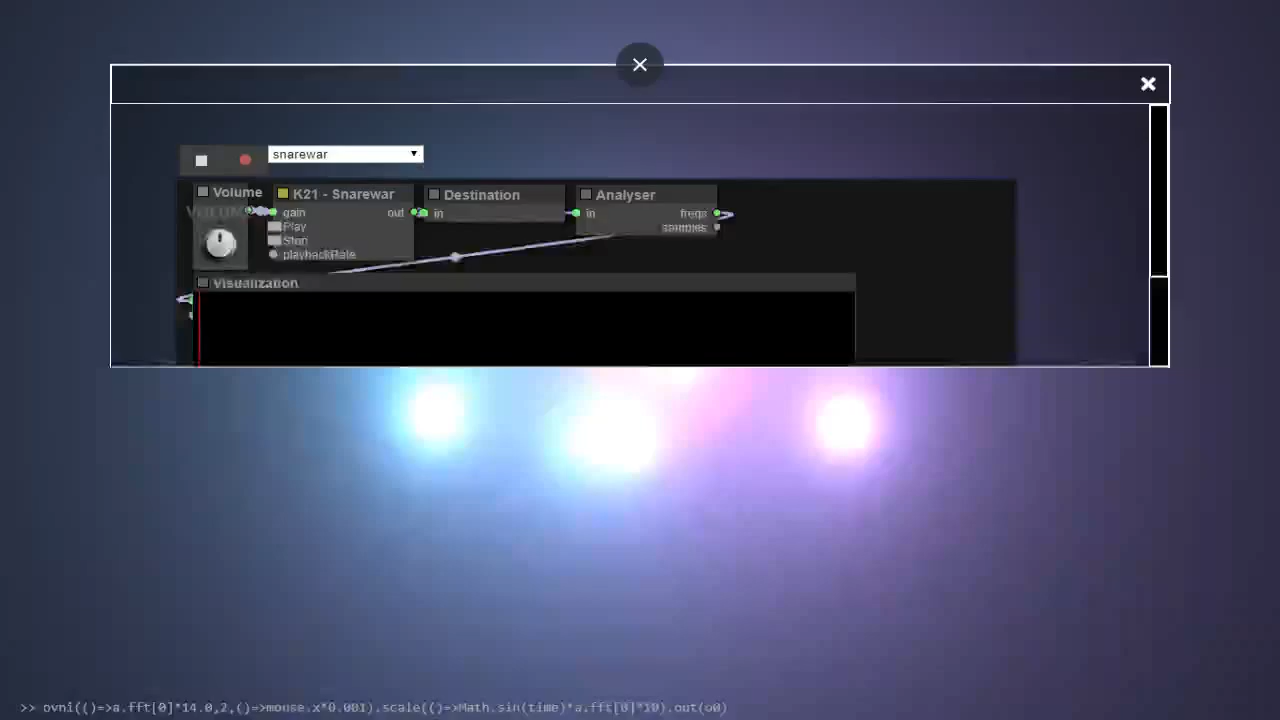 snarewar
Volume
K21 - Snarewar
Destination
Analyser
VOLUME
gain
out
in
in
freqs
Play
samples
Stop
playbackRate
Visualization
>> ovni(()=>a.fft[0]*14.0,2,()=>mouse.x*0.001).scale(()=>Math.sin(time)*a.fft[0]*10).out(o0)